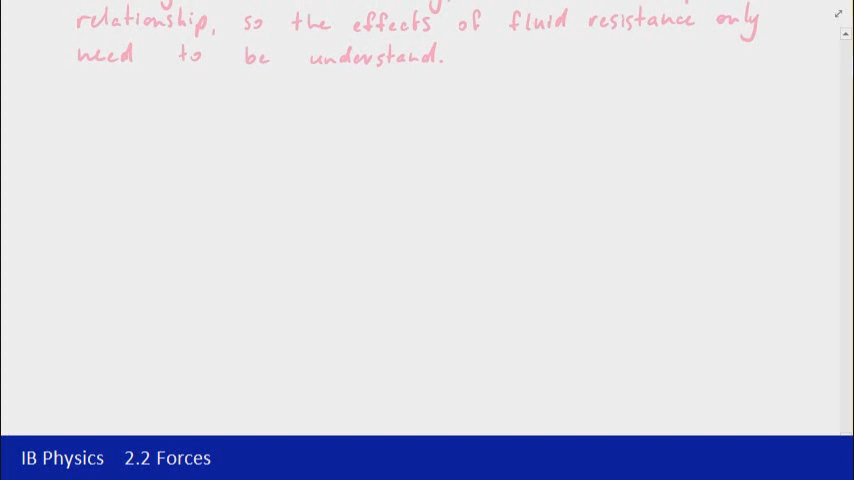 relationship, so the effects of fluid resistance only
need to be understand.
IB Physics 2.2 Forces